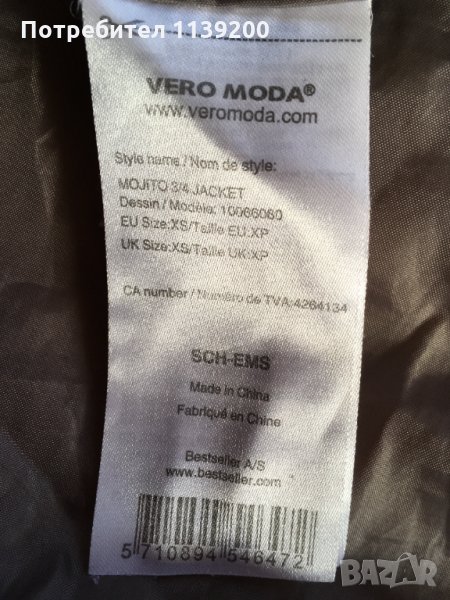 Потребител 1139200
VERO MODA®
www.veromoda.com
Style name / Nom de style:
MOJITO 3/4 JACKET
Dessin / Modèle: 10066060
EU Size:XS/Taille EU:XP
UK Size:XS/Taille UK:XP
CA number / Numéro de TVA:4264134
SCH-EMS
Made in China
Fabriqué en Chine
Bestseller A/S
www.bestseller.com
5 710894 546472
BAZAR